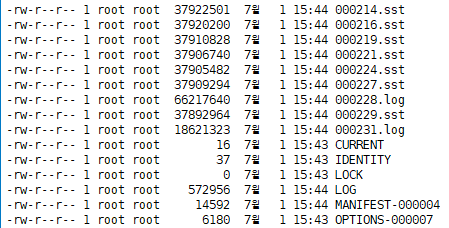 -rw-r--r-- 1 root root 37922501 7월 1 15:44 000214.sst
-rw-r--r-- 1 root root 37920200 7월 1 15:44 000216.sst
-rw-r--r-- 1 root root 37910828 7월 1 15:44 000219.sst
-rw-r--r-- 1 root root 37906740 7월 1 15:44 000221.sst
-rw-r--r-- 1 root root 37905482 7월 1 15:44 000224.sst
-rw-r--r-- 1 root root 37909294 7월 1 15:44 000227.sst
-rw-r--r-- 1 root root 66217640 7월 1 15:44 000228.log
-rw-r--r-- 1 root root 37892964 7월 1 15:44 000229.sst
-rw-r--r-- 1 root root 18621323 7월 1 15:44 000231.log
-rw-r--r-- 1 root root 16 7월 1 15:43 CURRENT
-rw-r--r-- 1 root root 37 7월 1 15:43 IDENTITY
-rw-r--r-- 1 root root 0 7월 1 15:43 LOCK
-rw-r--r-- 1 root root 572956 7월 1 15:44 LOG
-rw-r--r-- 1 root root 14592 7월 1 15:44 MANIFEST-000004
-rw-r--r-- 1 root root 6180 7월 1 15:43 OPTIONS-000007